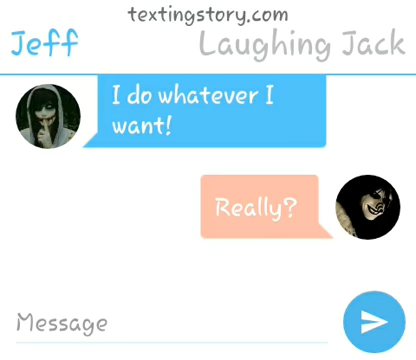 textingstory.com
Jeff
Laughing Jack
I do whatever I
want!
Really?
Message